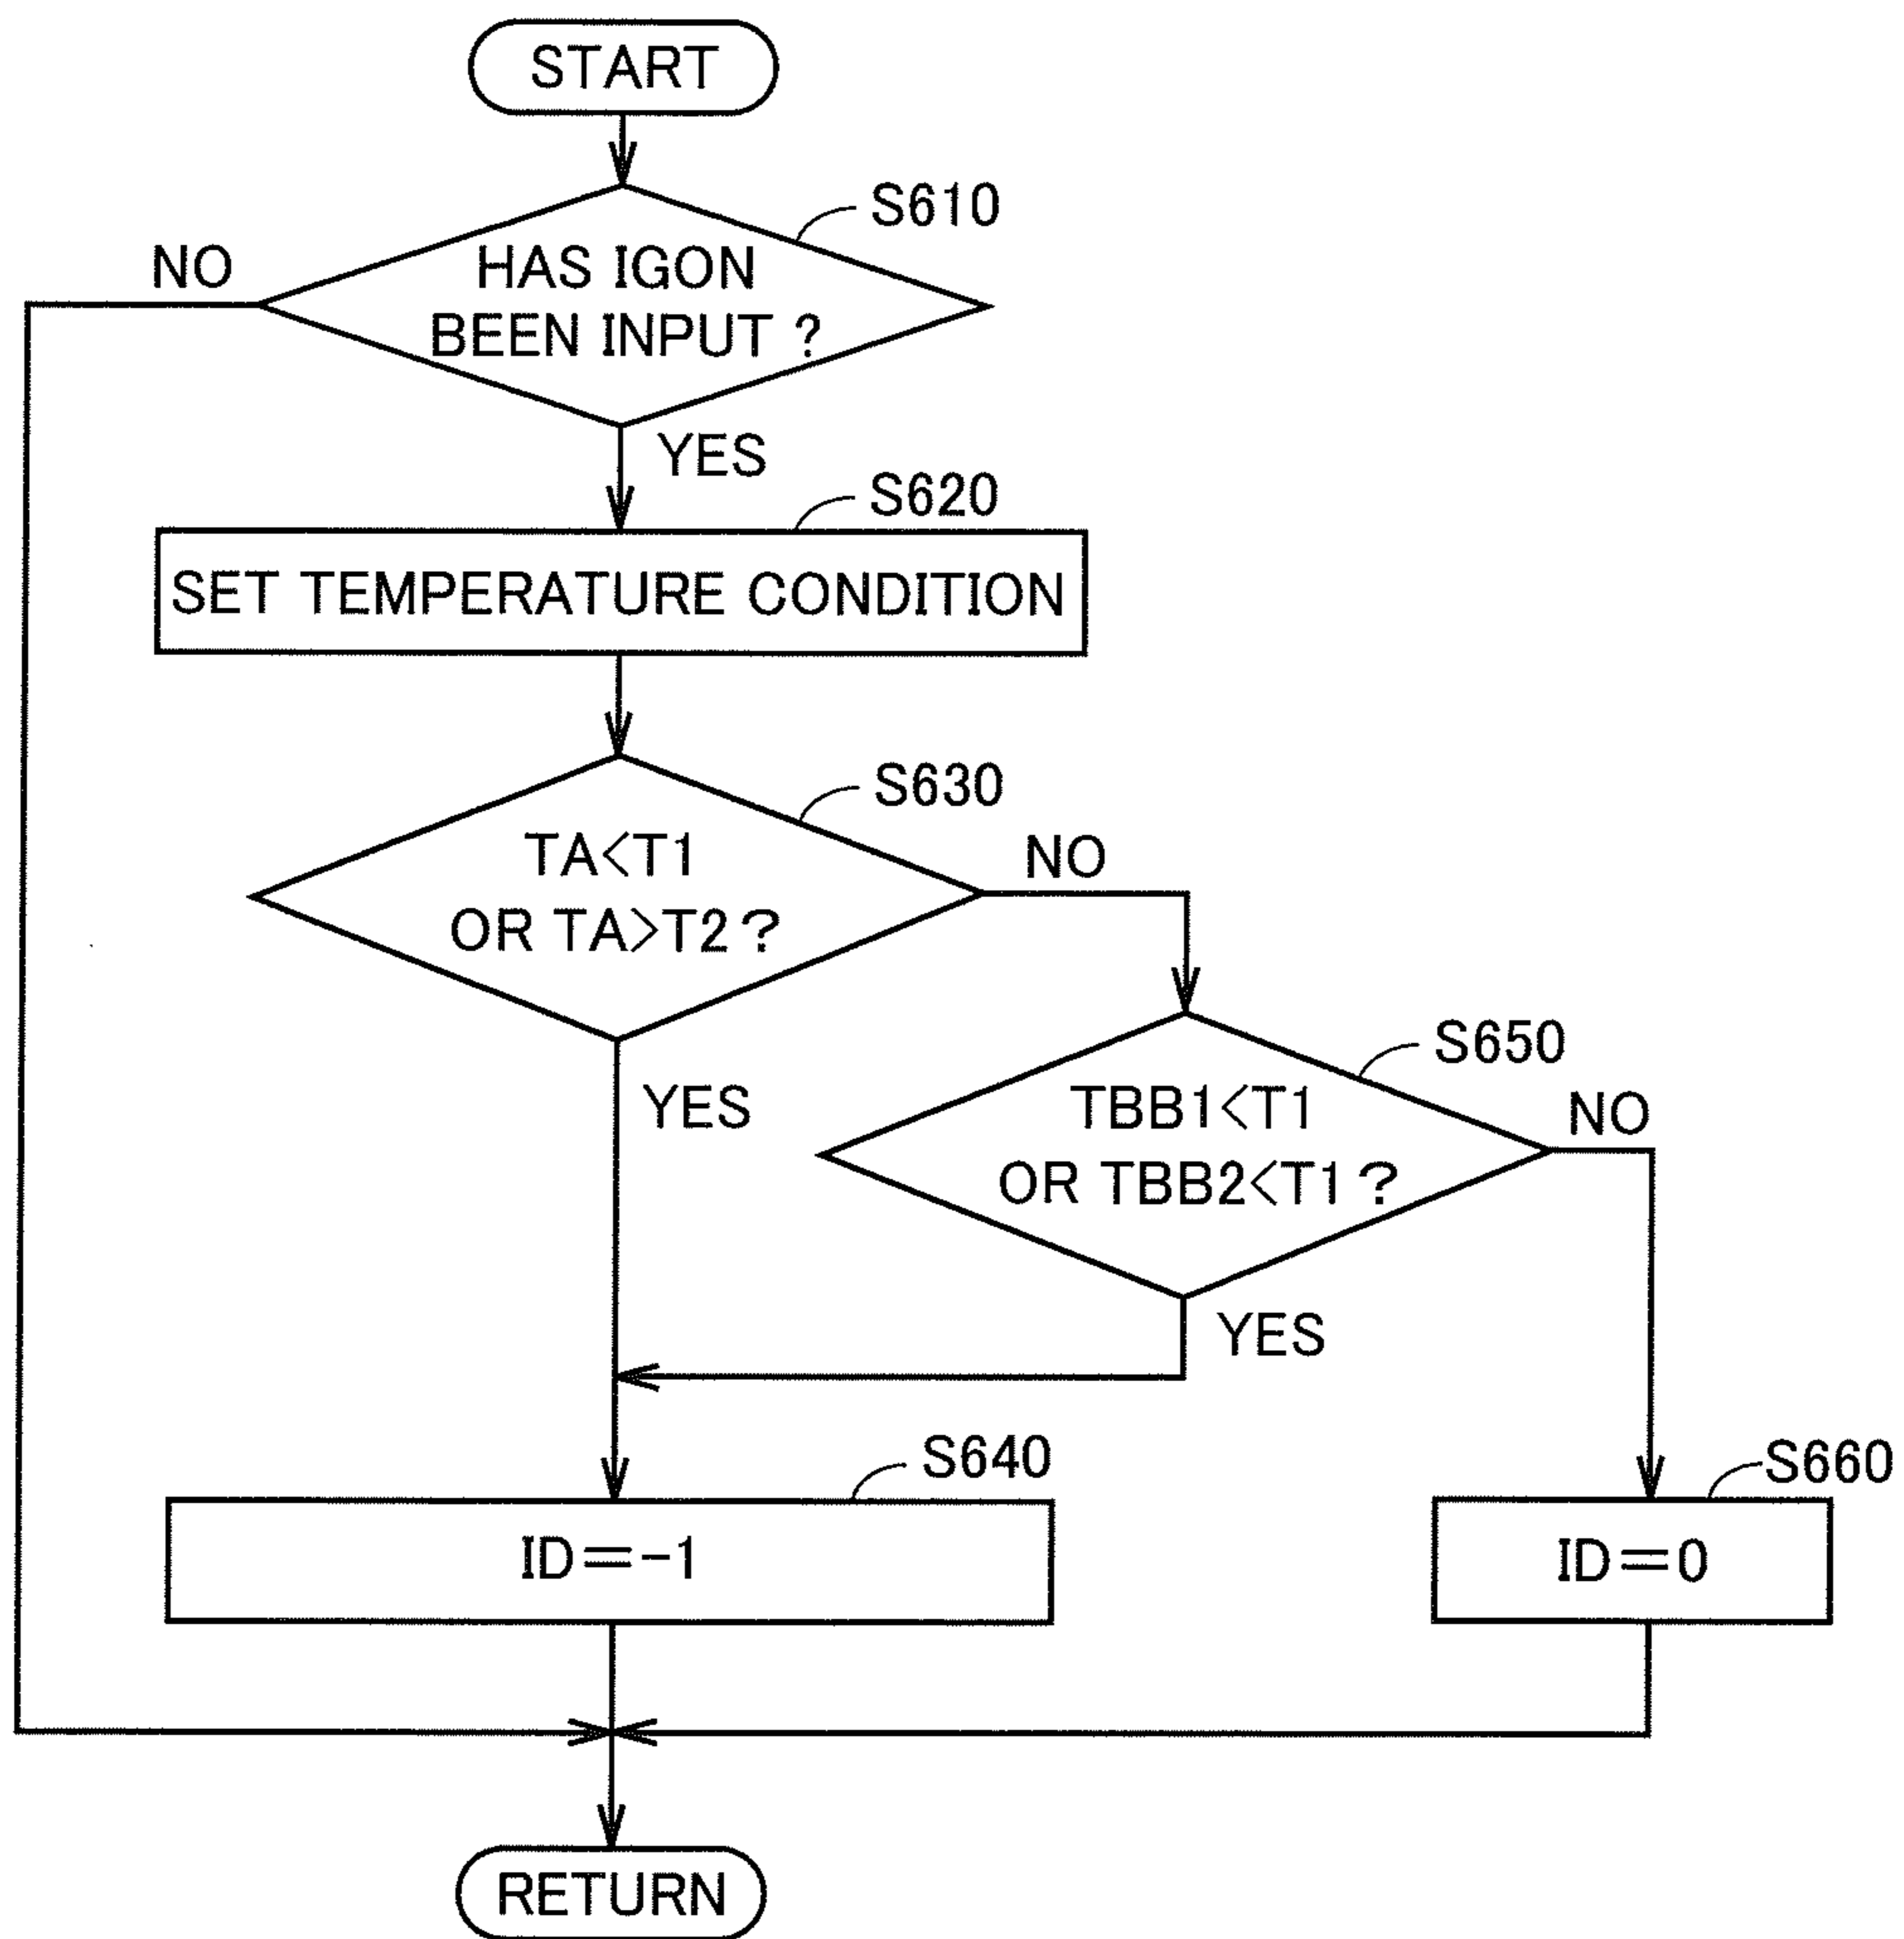 START
S610
NO
HAS IGON
BEEN INPUT ?
YES
S620
SET TEMPERATURE CONDITION
S630
TA<T1
OR TA>T2 ?
NO
YES
S650
TBB1<T1
OR TBB2<T1 ?
NO
YES
S640
ID=-1
S660
ID=0
RETURN